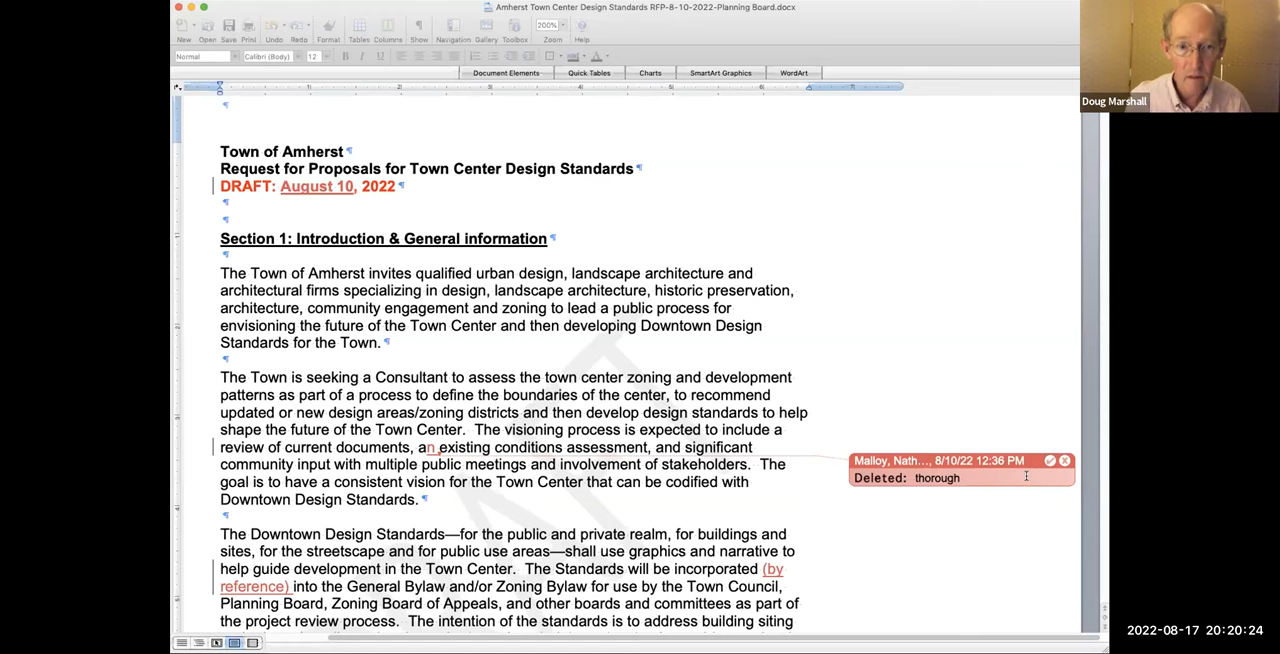 Amherst Town Center Design Standards RFP-8-10-2022-Planning Board.docx
New Open Save Print Undo Redo Format Tables Columns Show Navigation Gallery Toolbox Zoom Help
200%
Normal Calibri (Body) 12 B I U
Document Elements Quick Tables Charts SmartArt Graphics WordArt
Doug Marshall
Town of Amherst
Request for Proposals for Town Center Design Standards
DRAFT: August 10, 2022
Section 1: Introduction & General information
The Town of Amherst invites qualified urban design, landscape architecture and
architectural firms specializing in design, landscape architecture, historic preservation,
architecture, community engagement and zoning to lead a public process for
envisioning the future of the Town Center and then developing Downtown Design
Standards for the Town.
The Town is seeking a Consultant to assess the town center zoning and development
patterns as part of a process to define the boundaries of the center, to recommend
updated or new design areas/zoning districts and then develop design standards to help
shape the future of the Town Center.  The visioning process is expected to include a
review of current documents, an existing conditions assessment, and significant
community input with multiple public meetings and involvement of stakeholders.  The
goal is to have a consistent vision for the Town Center that can be codified with
Downtown Design Standards.
Malloy, Nath..., 8/10/22 12:36 PM
Deleted: thorough
The Downtown Design Standards—for the public and private realm, for buildings and
sites, for the streetscape and for public use areas—shall use graphics and narrative to
help guide development in the Town Center.  The Standards will be incorporated (by
reference) into the General Bylaw and/or Zoning Bylaw for use by the Town Council,
Planning Board, Zoning Board of Appeals, and other boards and committees as part of
the project review process.  The intention of the standards is to address building siting
2022-08-17 20:20:24